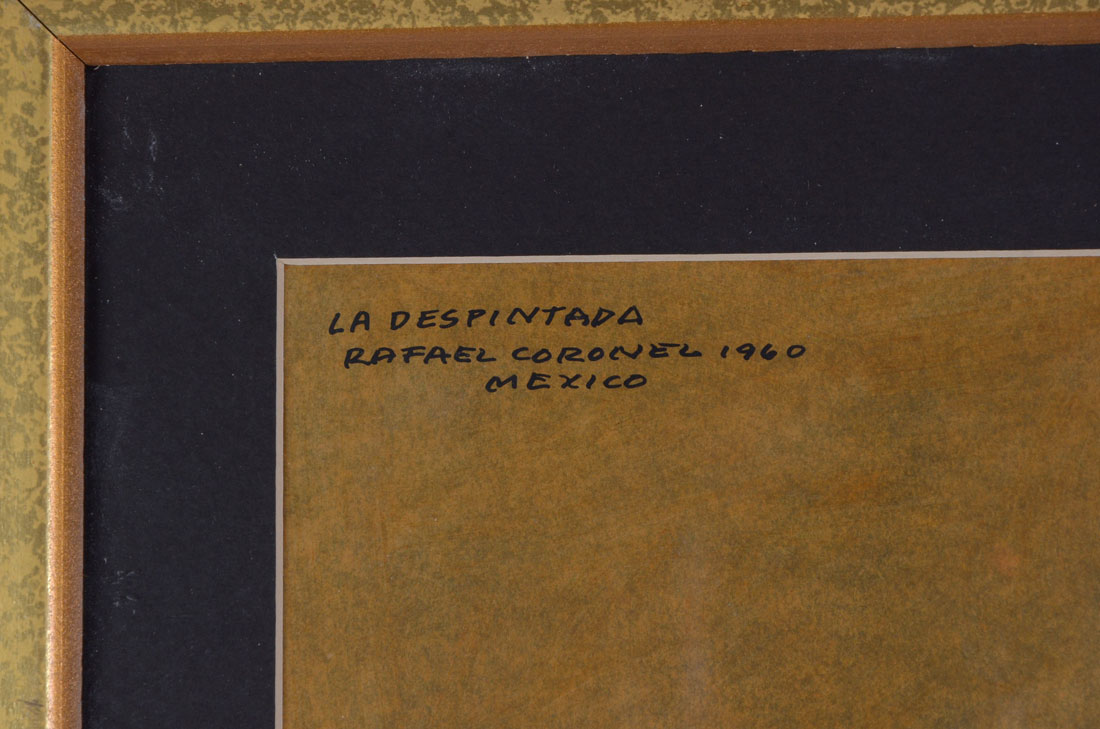 LA DESPINTADA
RAFAEL CORONEL 1960
MEXICO